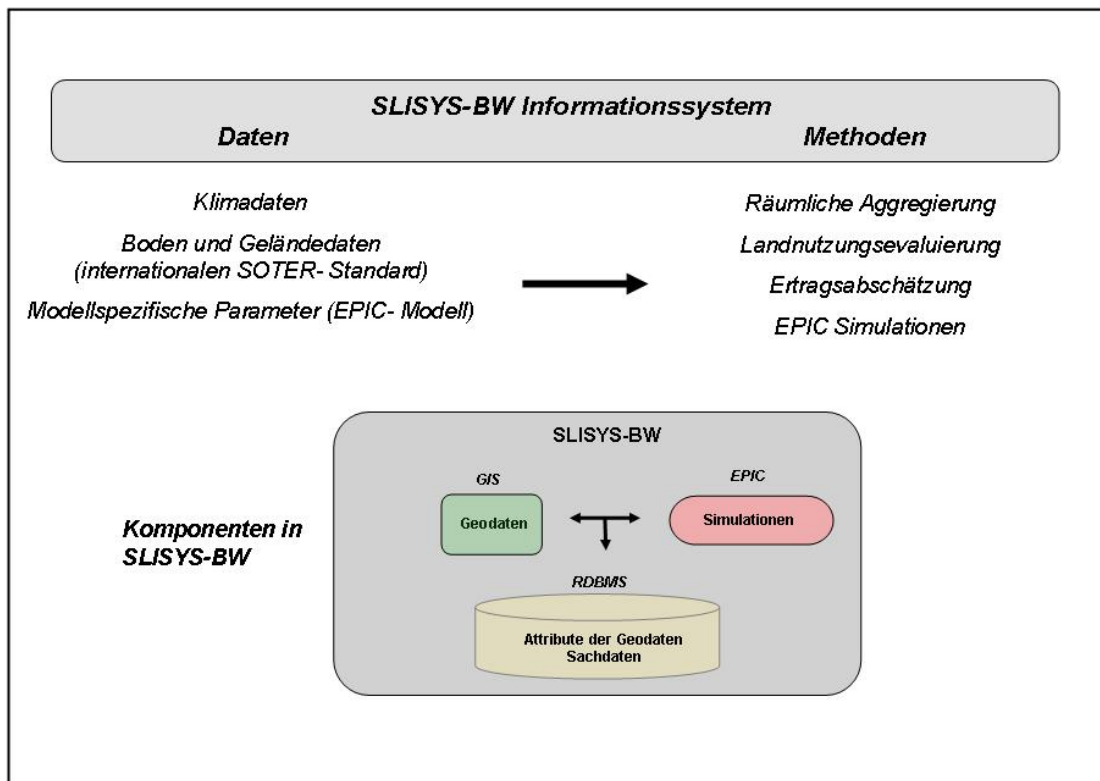 SLISYS-BW Informationssystem
Daten
Methoden
Klimadaten
Boden und Geländedaten
(internationalen SOTER- Standard)
Modellspezifische Parameter (EPIC- Modell)
Räumliche Aggregierung
Landnutzungsevaluierung
Ertragsabschätzung
EPIC Simulationen
Komponenten in
SLISYS-BW
SLISYS-BW
GIS
Geodaten
EPIC
Simulationen
RDBMS
Attribute der Geodaten
Sachdaten